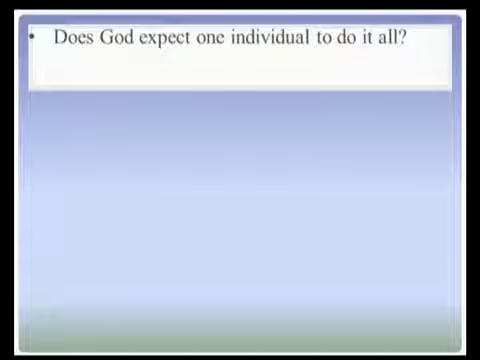 • Does God expect one individual to do it all?